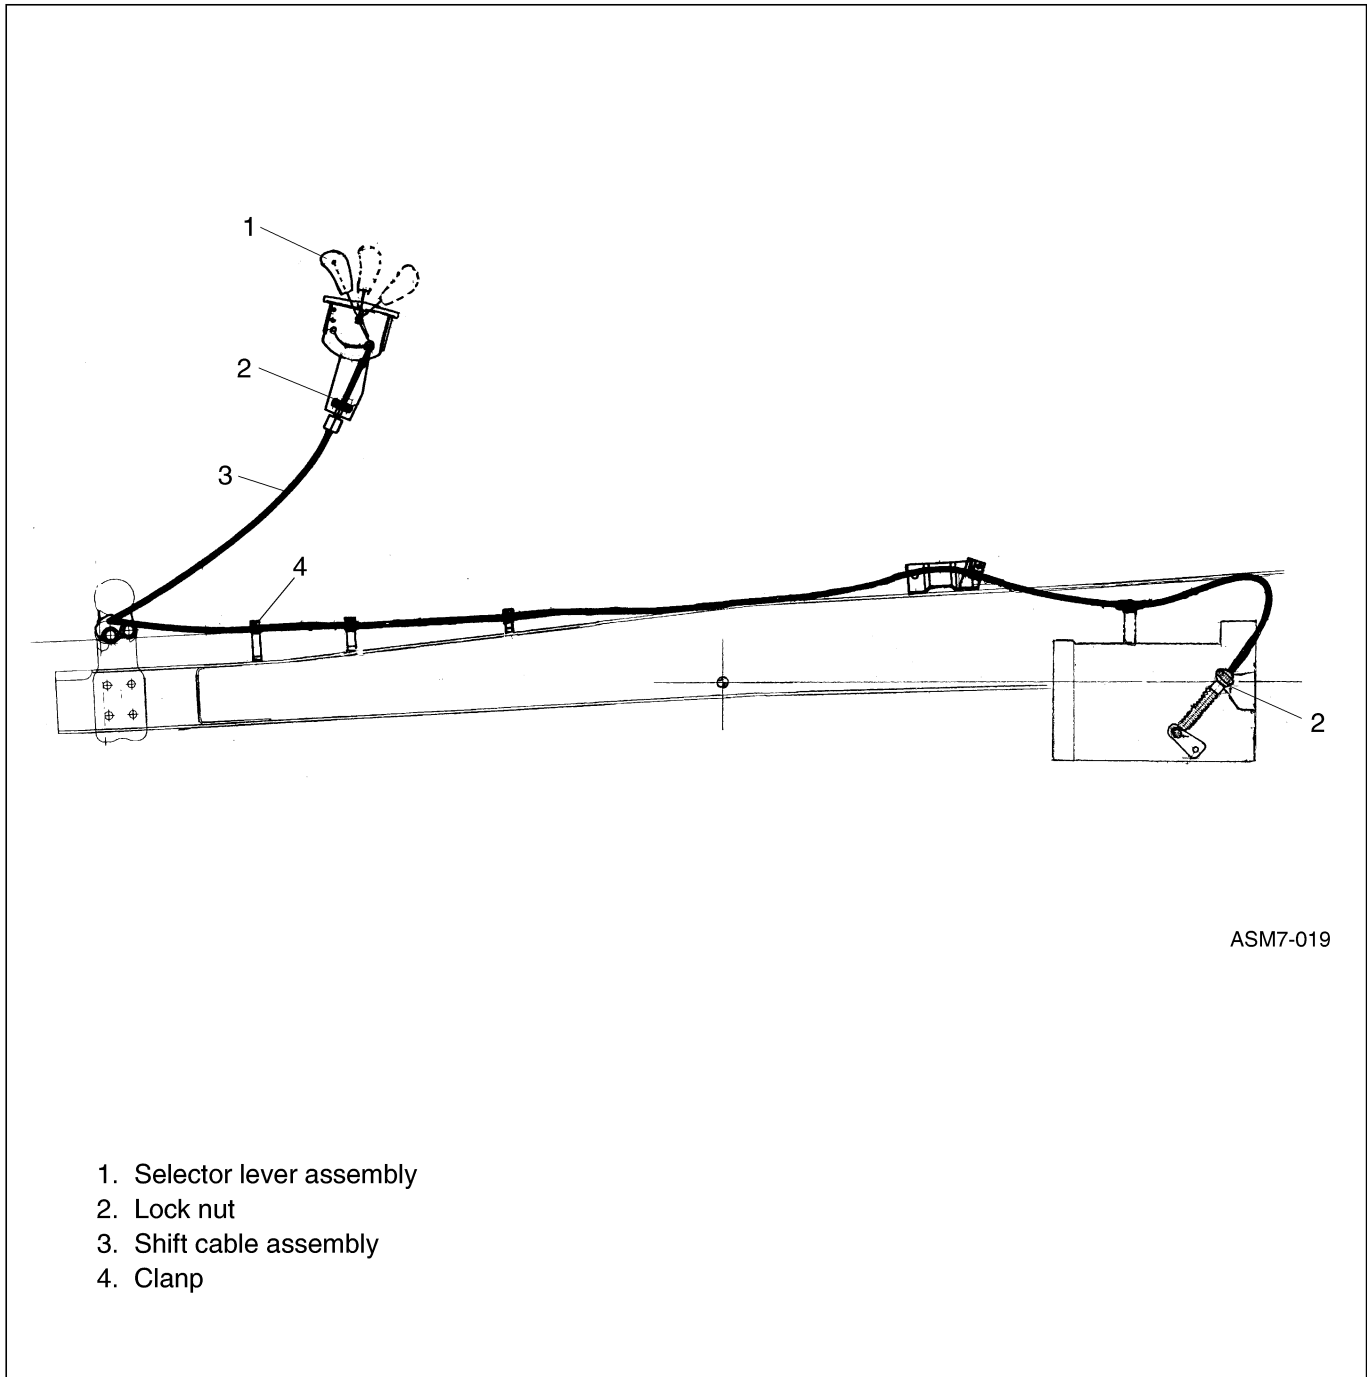 1
2
3
4
2
ASM7-019
1. Selector lever assembly
2. Lock nut
3. Shift cable assembly
4. Clanp